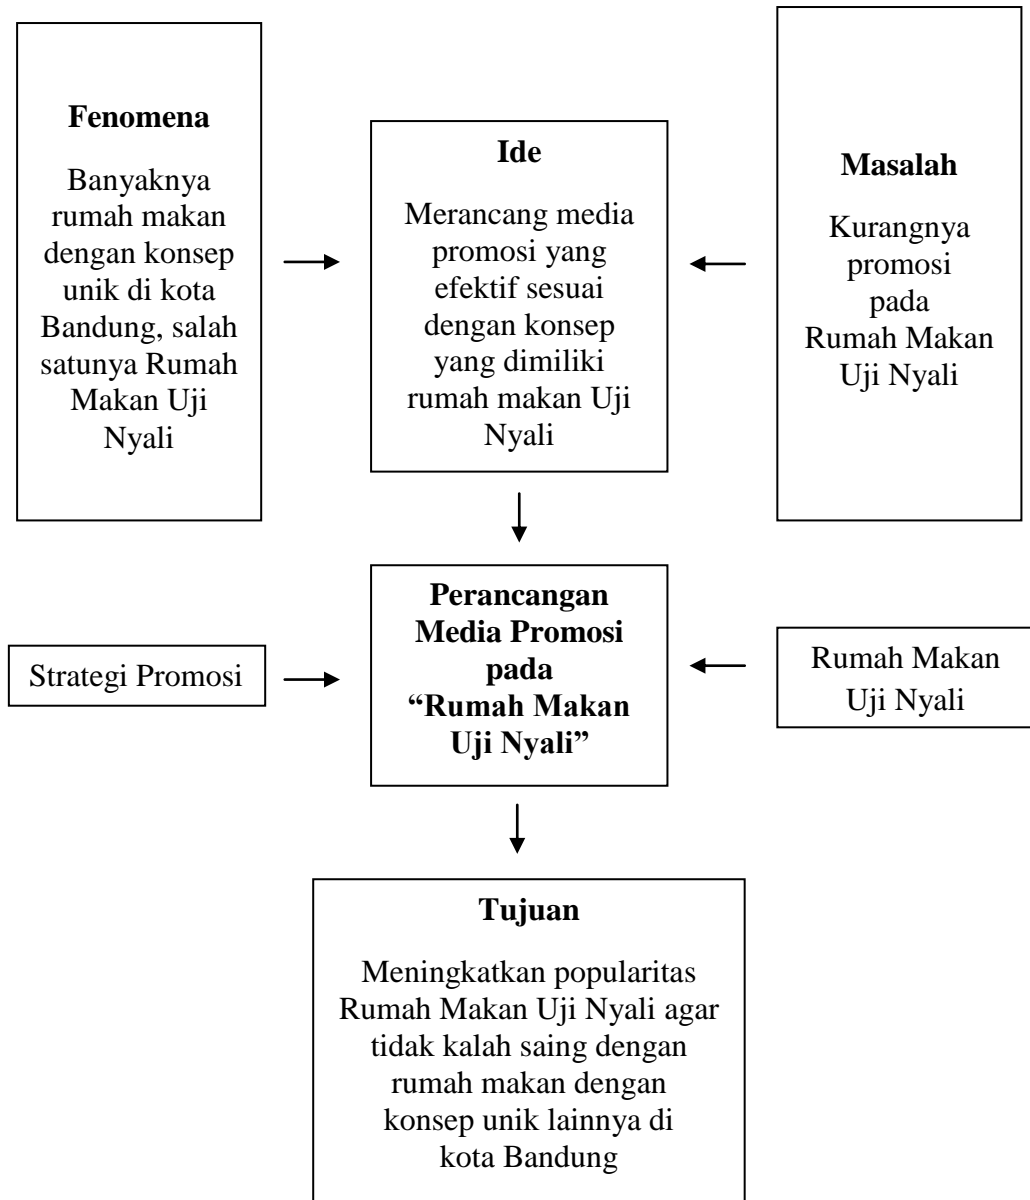 Fenomena
Banyaknya
rumah makan
dengan konsep
unik di kota
Bandung, salah
satunya Rumah
Makan Uji
Nyali
Ide
Merancang media
promosi yang
efektif sesuai
dengan konsep
yang dimiliki
rumah makan Uji
Nyali
Masalah
Kurangnya
promosi
pada
Rumah Makan
Uji Nyali
Strategi Promosi
Perancangan
Media Promosi
pada
“Rumah Makan
Uji Nyali”
Rumah Makan
Uji Nyali
Tujuan
Meningkatkan popularitas
Rumah Makan Uji Nyali agar
tidak kalah saing dengan
rumah makan dengan
konsep unik lainnya di
kota Bandung